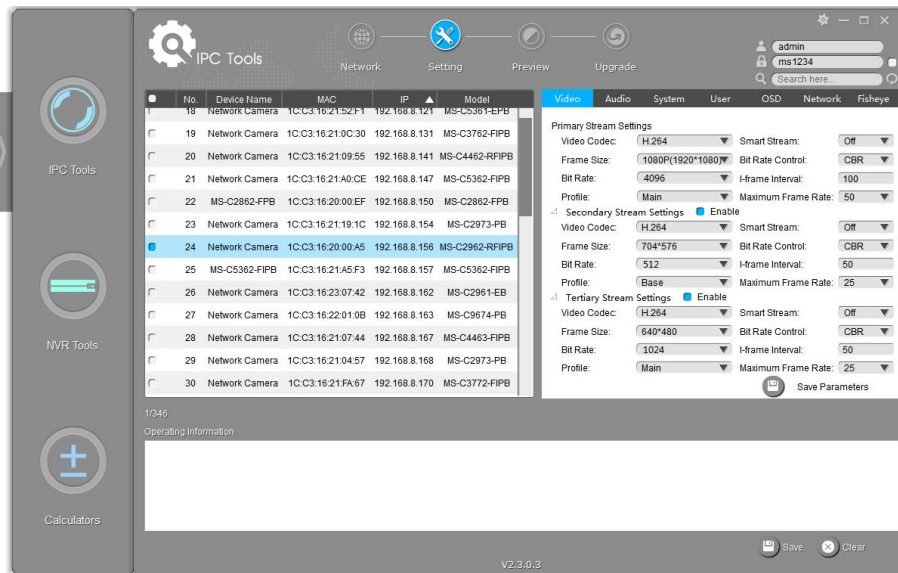 IPC Tools
Network Setting Preview Upgrade
admin
ms1234
Search here...
IPC Tools
NVR Tools
Calculators
No. Device Name MAC IP Model
18 Network Camera 1C:C3:16:21:52:F1 192.168.8.121 MS-C5361-EPB
19 Network Camera 1C:C3:16:21:0C:30 192.168.8.131 MS-C3762-FIPB
20 Network Camera 1C:C3:16:21:09:55 192.168.8.141 MS-C4462-RFIPB
21 Network Camera 1C:C3:16:21:A0:CE 192.168.8.147 MS-C5362-FIPB
22 MS-C2862-FPB 1C:C3:16:20:00:EF 192.168.8.150 MS-C2862-FPB
23 Network Camera 1C:C3:16:21:19:1C 192.168.8.154 MS-C2973-PB
24 Network Camera 1C:C3:16:20:00:A5 192.168.8.156 MS-C2962-RFIPB
25 MS-C5362-FIPB 1C:C3:16:21:A5:F3 192.168.8.157 MS-C5362-FIPB
26 Network Camera 1C:C3:16:23:07:42 192.168.8.162 MS-C2961-EB
27 Network Camera 1C:C3:16:22:01:0B 192.168.8.163 MS-C9674-PB
28 Network Camera 1C:C3:16:21:07:44 192.168.8.167 MS-C4463-FIPB
29 Network Camera 1C:C3:16:21:04:57 192.168.8.168 MS-C2973-PB
30 Network Camera 1C:C3:16:21:FA:67 192.168.8.170 MS-C3772-FIPB
Video Audio System User OSD Network Fisheye
Primary Stream Settings
Video Codec: H.264 Smart Stream: Off
Frame Size: 1080P(1920*1080) Bit Rate Control: CBR
Bit Rate: 4096 I-frame Interval: 100
Profile: Main Maximum Frame Rate: 50
Secondary Stream Settings Enable
Video Codec: H.264 Smart Stream: Off
Frame Size: 704*576 Bit Rate Control: CBR
Bit Rate: 512 I-frame Interval: 50
Profile: Base Maximum Frame Rate: 25
Tertiary Stream Settings Enable
Video Codec: H.264 Smart Stream: Off
Frame Size: 640*480 Bit Rate Control: CBR
Bit Rate: 1024 I-frame Interval: 50
Profile: Main Maximum Frame Rate: 25
Save Parameters
1/346
Operating Information
Save Clear
V2.3.0.3